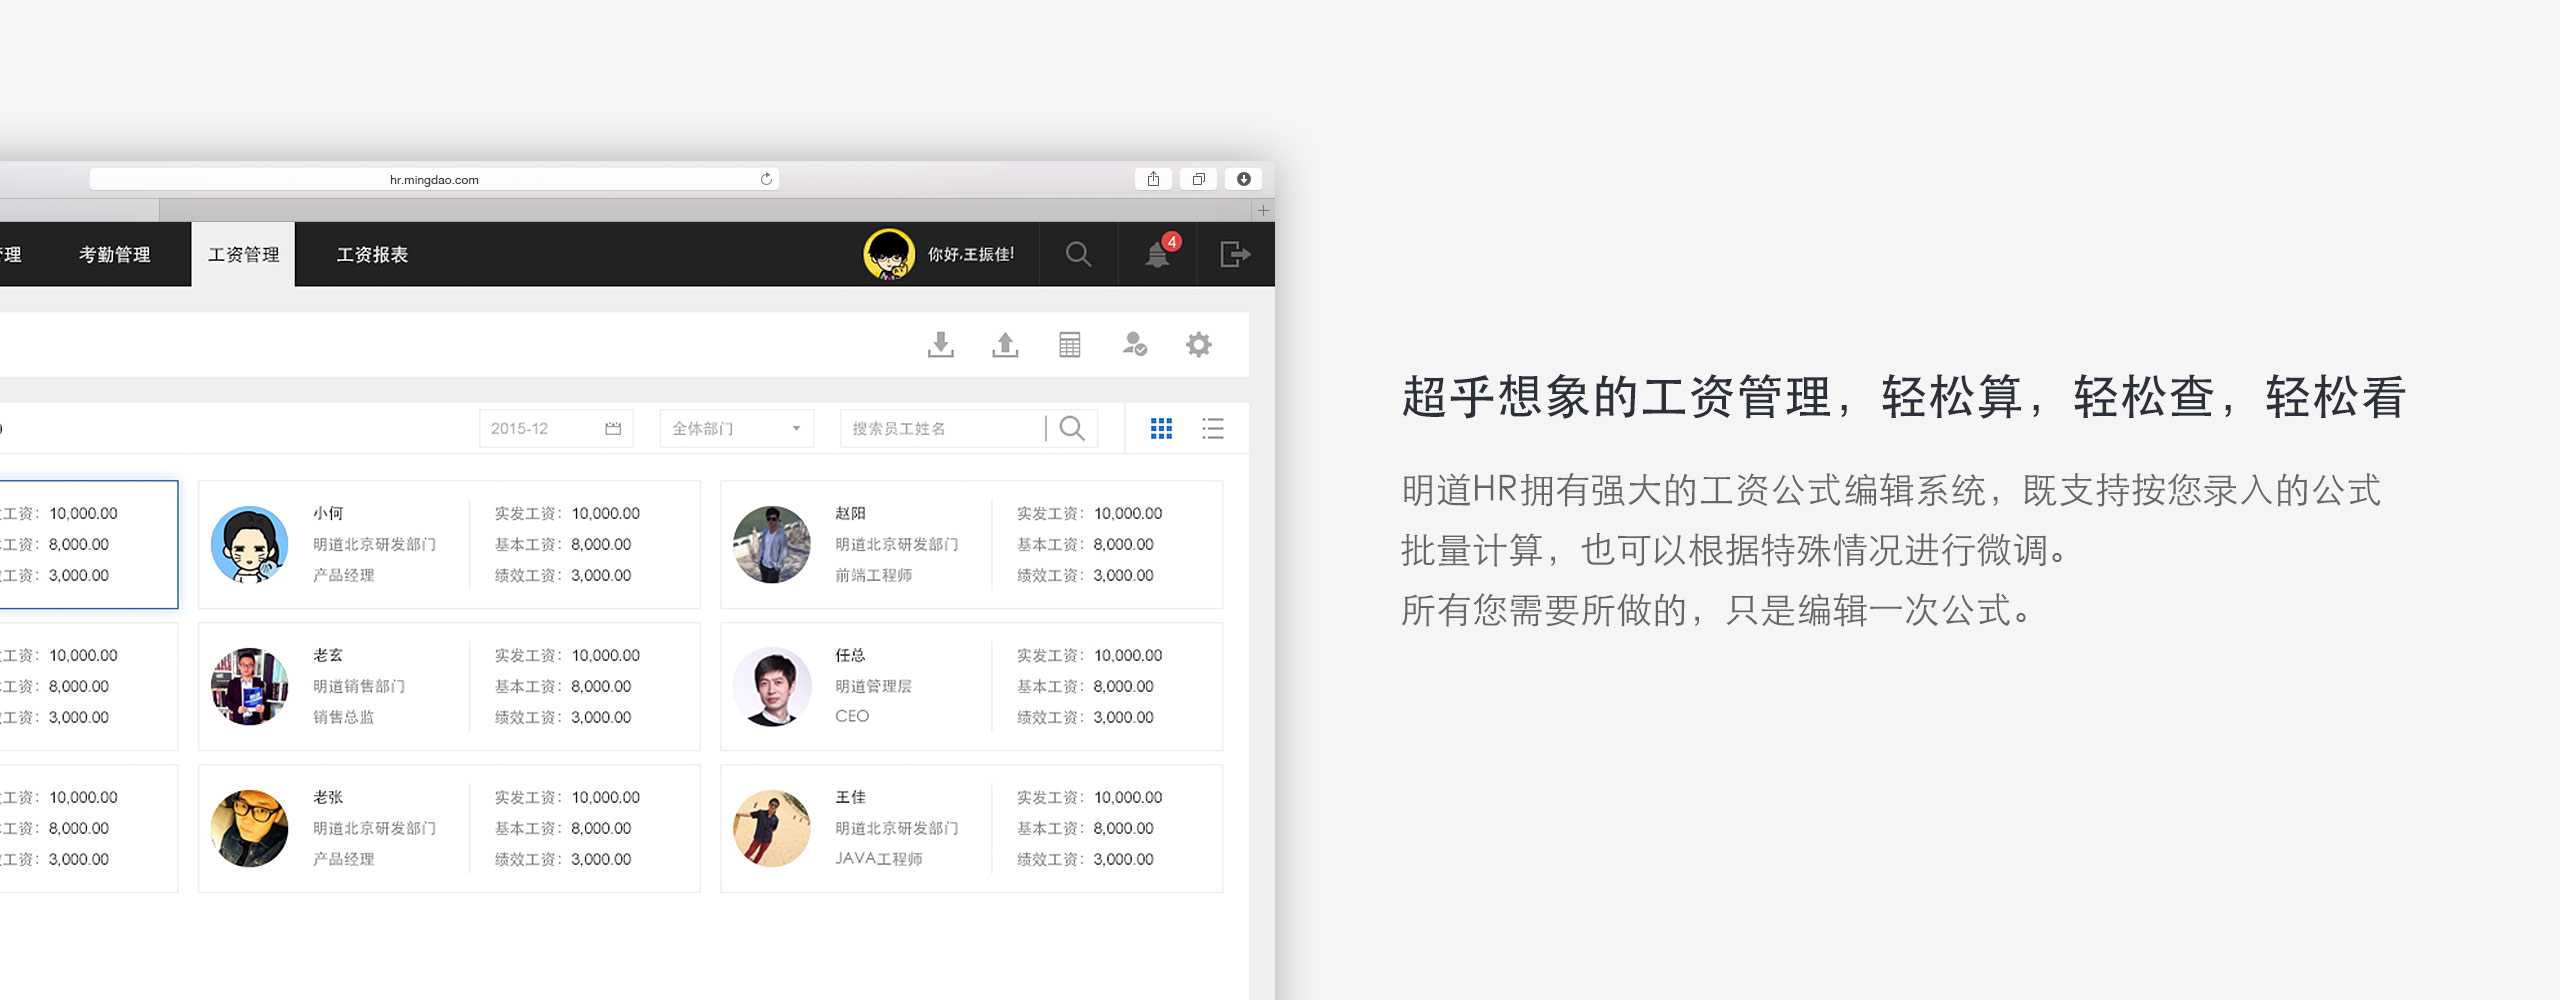 hr.mingdao.com
理 考勤管理 工资管理 工资报表 你好,王振佳! 4
2015-12 全体部门 搜索员工姓名
工资: 10,000.00 小何 实发工资: 10,000.00 赵阳 实发工资: 10,000.00
工资: 8,000.00 明道北京研发部门 基本工资: 8,000.00 明道北京研发部门 基本工资: 8,000.00
工资: 3,000.00 产品经理 绩效工资: 3,000.00 前端工程师 绩效工资: 3,000.00
工资: 10,000.00 老玄 实发工资: 10,000.00 任总 实发工资: 10,000.00
工资: 8,000.00 明道销售部门 基本工资: 8,000.00 明道管理层 基本工资: 8,000.00
工资: 3,000.00 销售总监 绩效工资: 3,000.00 CEO 绩效工资: 3,000.00
工资: 10,000.00 老张 实发工资: 10,000.00 王佳 实发工资: 10,000.00
工资: 8,000.00 明道北京研发部门 基本工资: 8,000.00 明道北京研发部门 基本工资: 8,000.00
工资: 3,000.00 产品经理 绩效工资: 3,000.00 JAVA工程师 绩效工资: 3,000.00
超乎想象的工资管理，轻松算，轻松查，轻松看
明道HR拥有强大的工资公式编辑系统，既支持按您录入的公式
批量计算，也可以根据特殊情况进行微调。
所有您需要所做的，只是编辑一次公式。